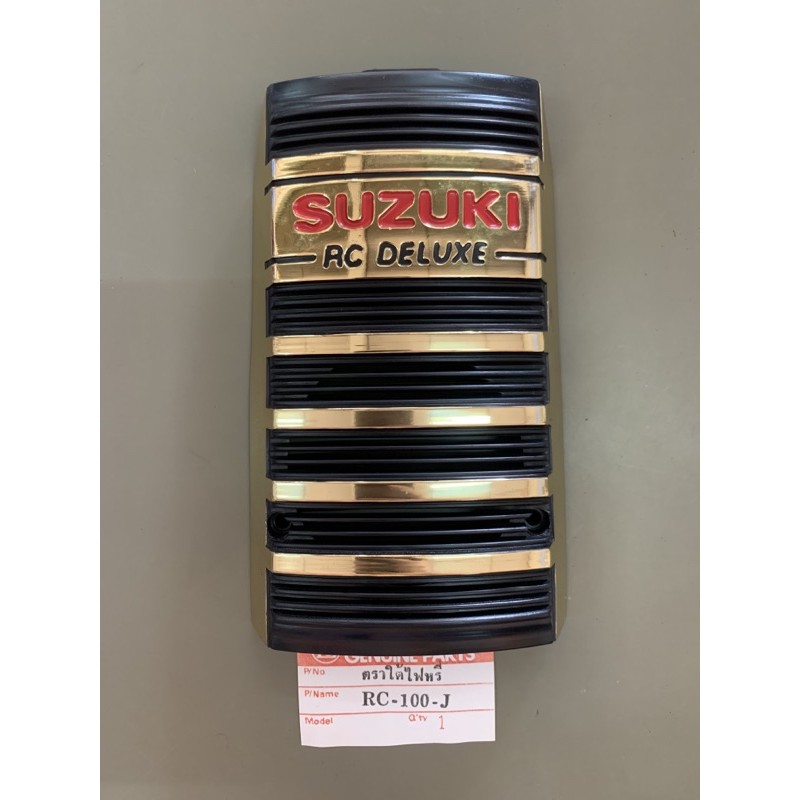 SUZUKI
RC DELUXE
GENUINE PARTS
P/No ตราใต้ไฟหรี่
P/Name RC-100-J
Model Q'ty 1